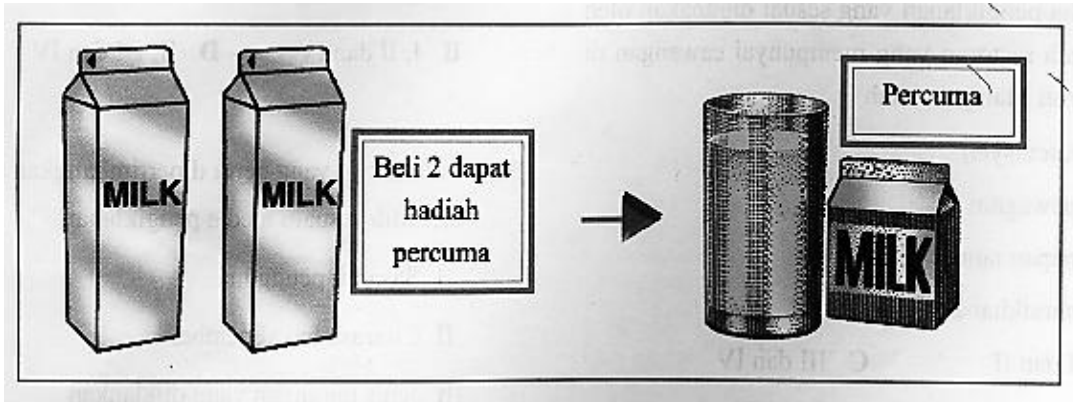 MILK
MILK
Beli 2 dapat
hadiah
percuma
Percuma
MILK